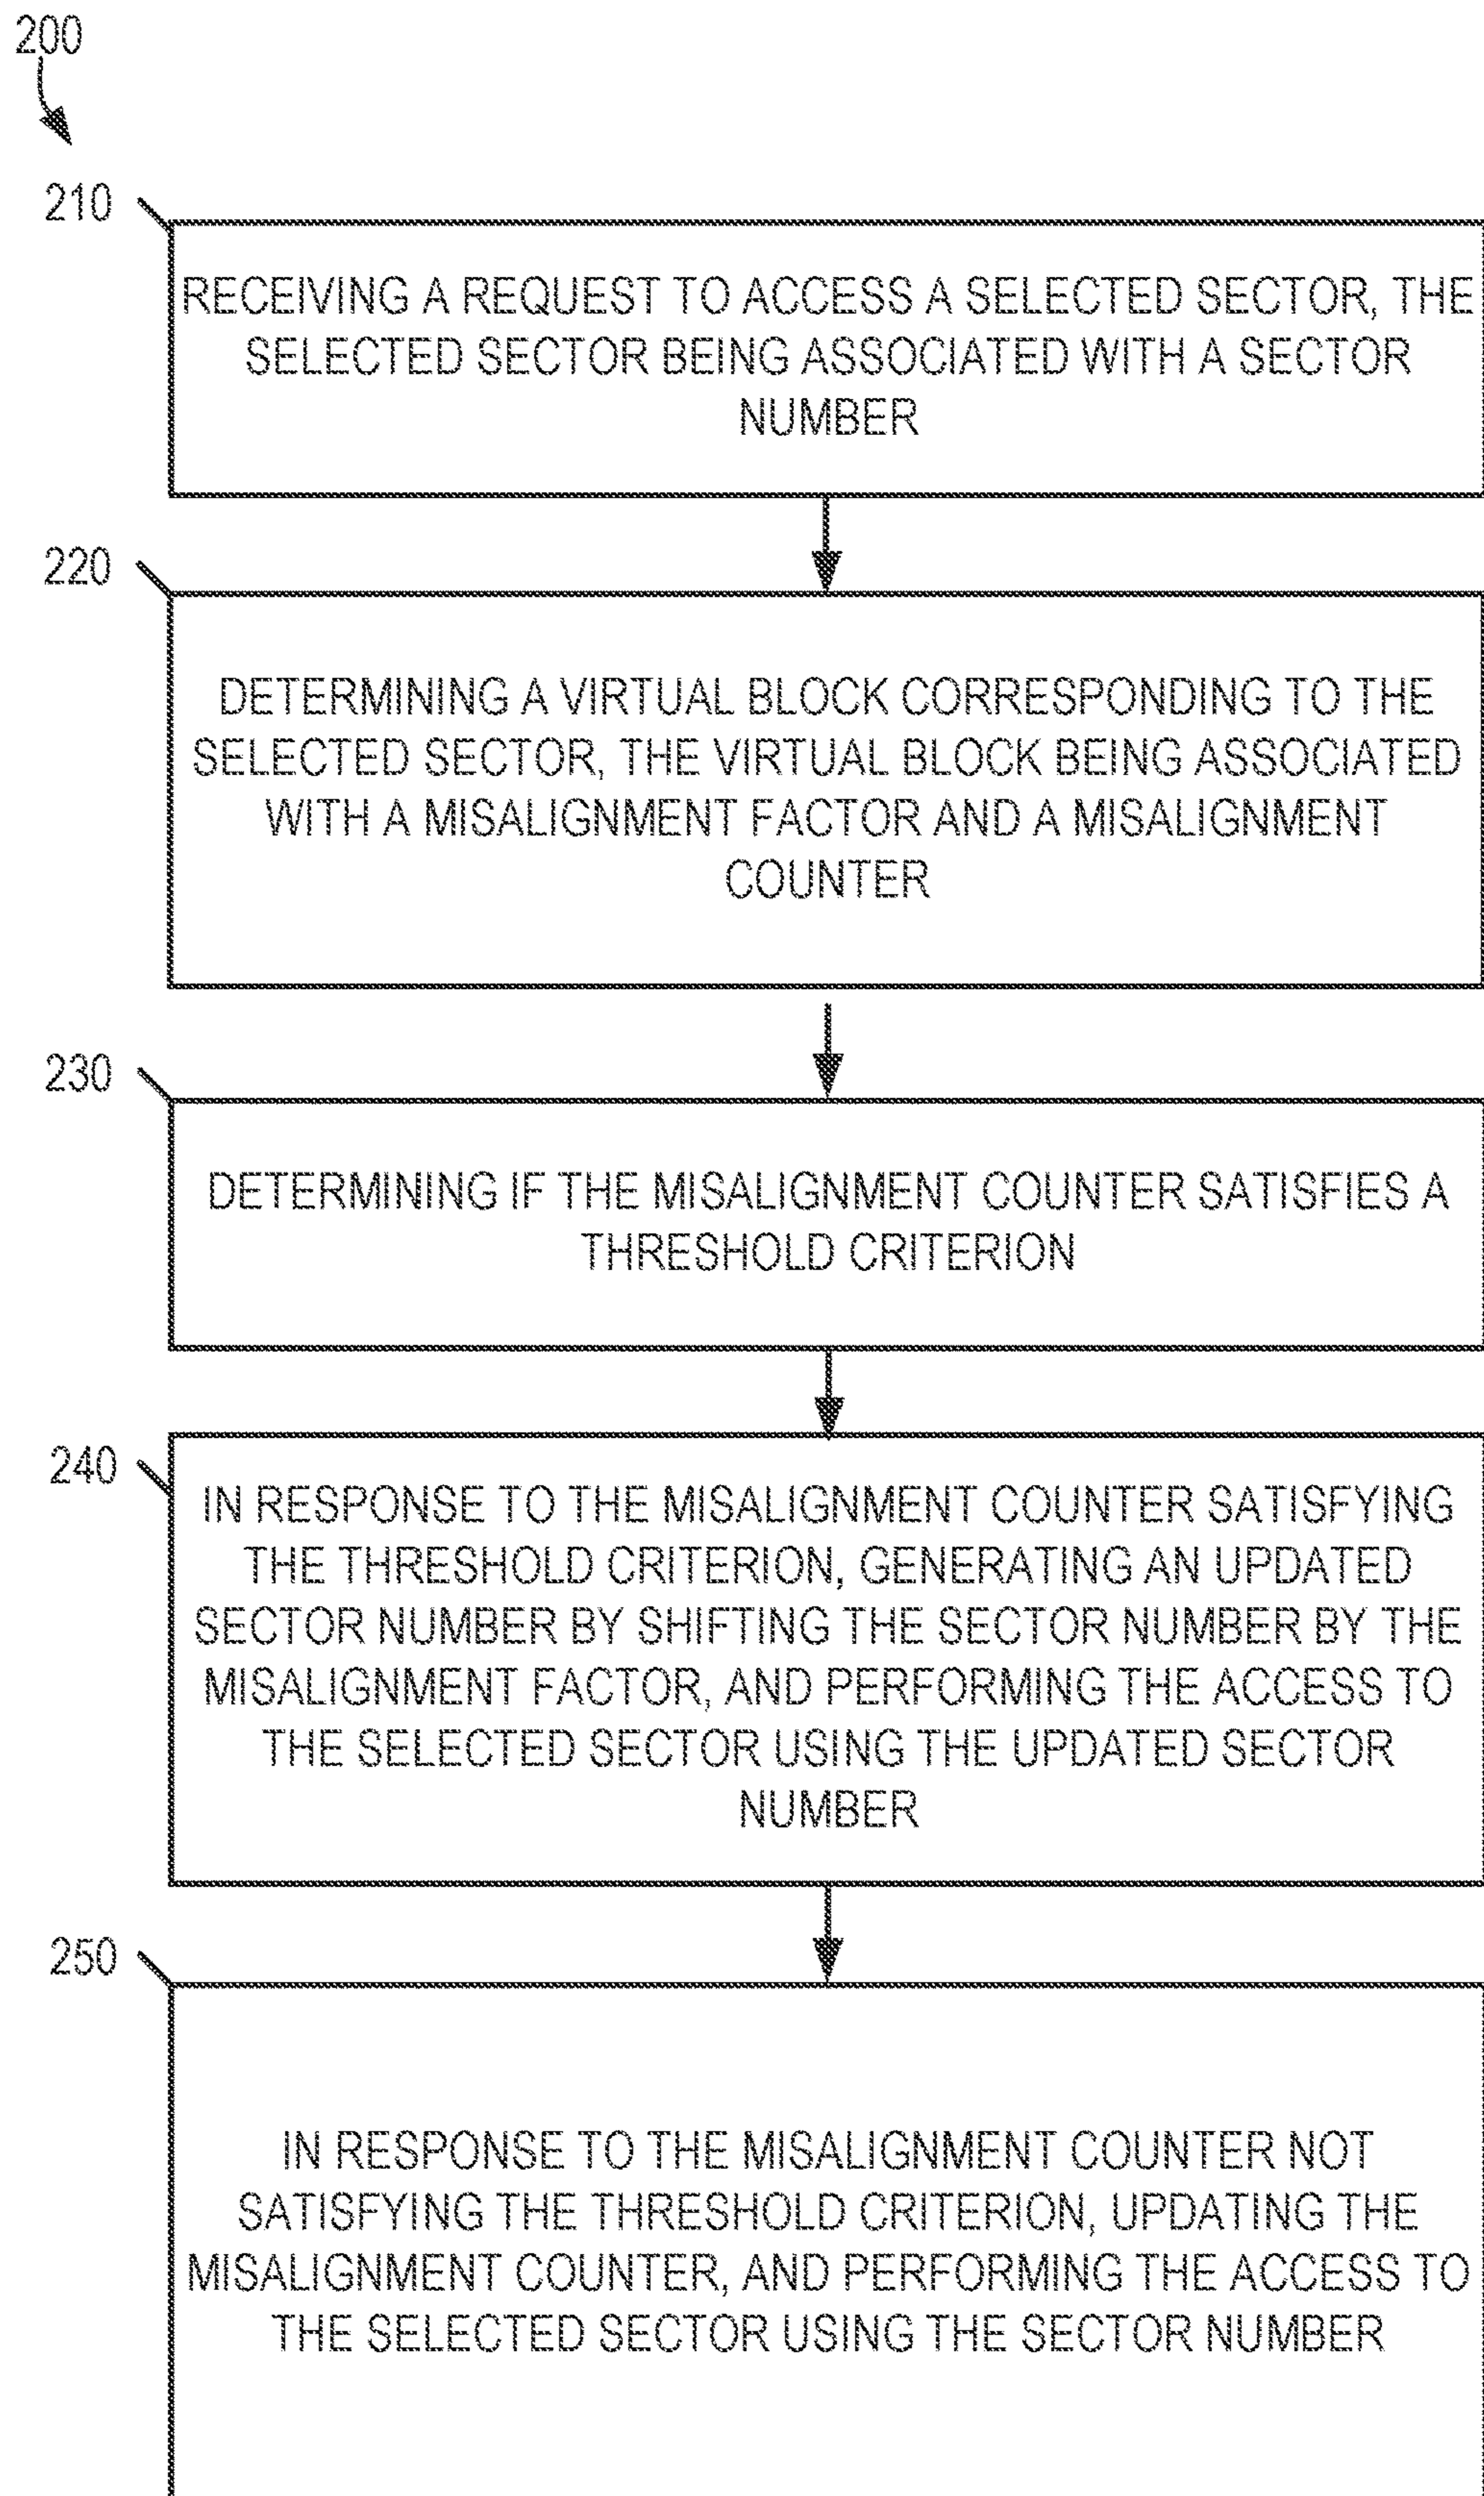 200
210
RECEIVING A REQUEST TO ACCESS A SELECTED SECTOR, THE
SELECTED SECTOR BEING ASSOCIATED WITH A SECTOR
NUMBER
220
DETERMINING A VIRTUAL BLOCK CORRESPONDING TO THE
SELECTED SECTOR, THE VIRTUAL BLOCK BEING ASSOCIATED
WITH A MISALIGNMENT FACTOR AND A MISALIGNMENT
COUNTER
230
DETERMINING IF THE MISALIGNMENT COUNTER SATISFIES A
THRESHOLD CRITERION
240
IN RESPONSE TO THE MISALIGNMENT COUNTER SATISFYING
THE THRESHOLD CRITERION, GENERATING AN UPDATED
SECTOR NUMBER BY SHIFTING THE SECTOR NUMBER BY THE
MISALIGNMENT FACTOR, AND PERFORMING THE ACCESS TO
THE SELECTED SECTOR USING THE UPDATED SECTOR
NUMBER
250
IN RESPONSE TO THE MISALIGNMENT COUNTER NOT
SATISFYING THE THRESHOLD CRITERION, UPDATING THE
MISALIGNMENT COUNTER, AND PERFORMING THE ACCESS TO
THE SELECTED SECTOR USING THE SECTOR NUMBER